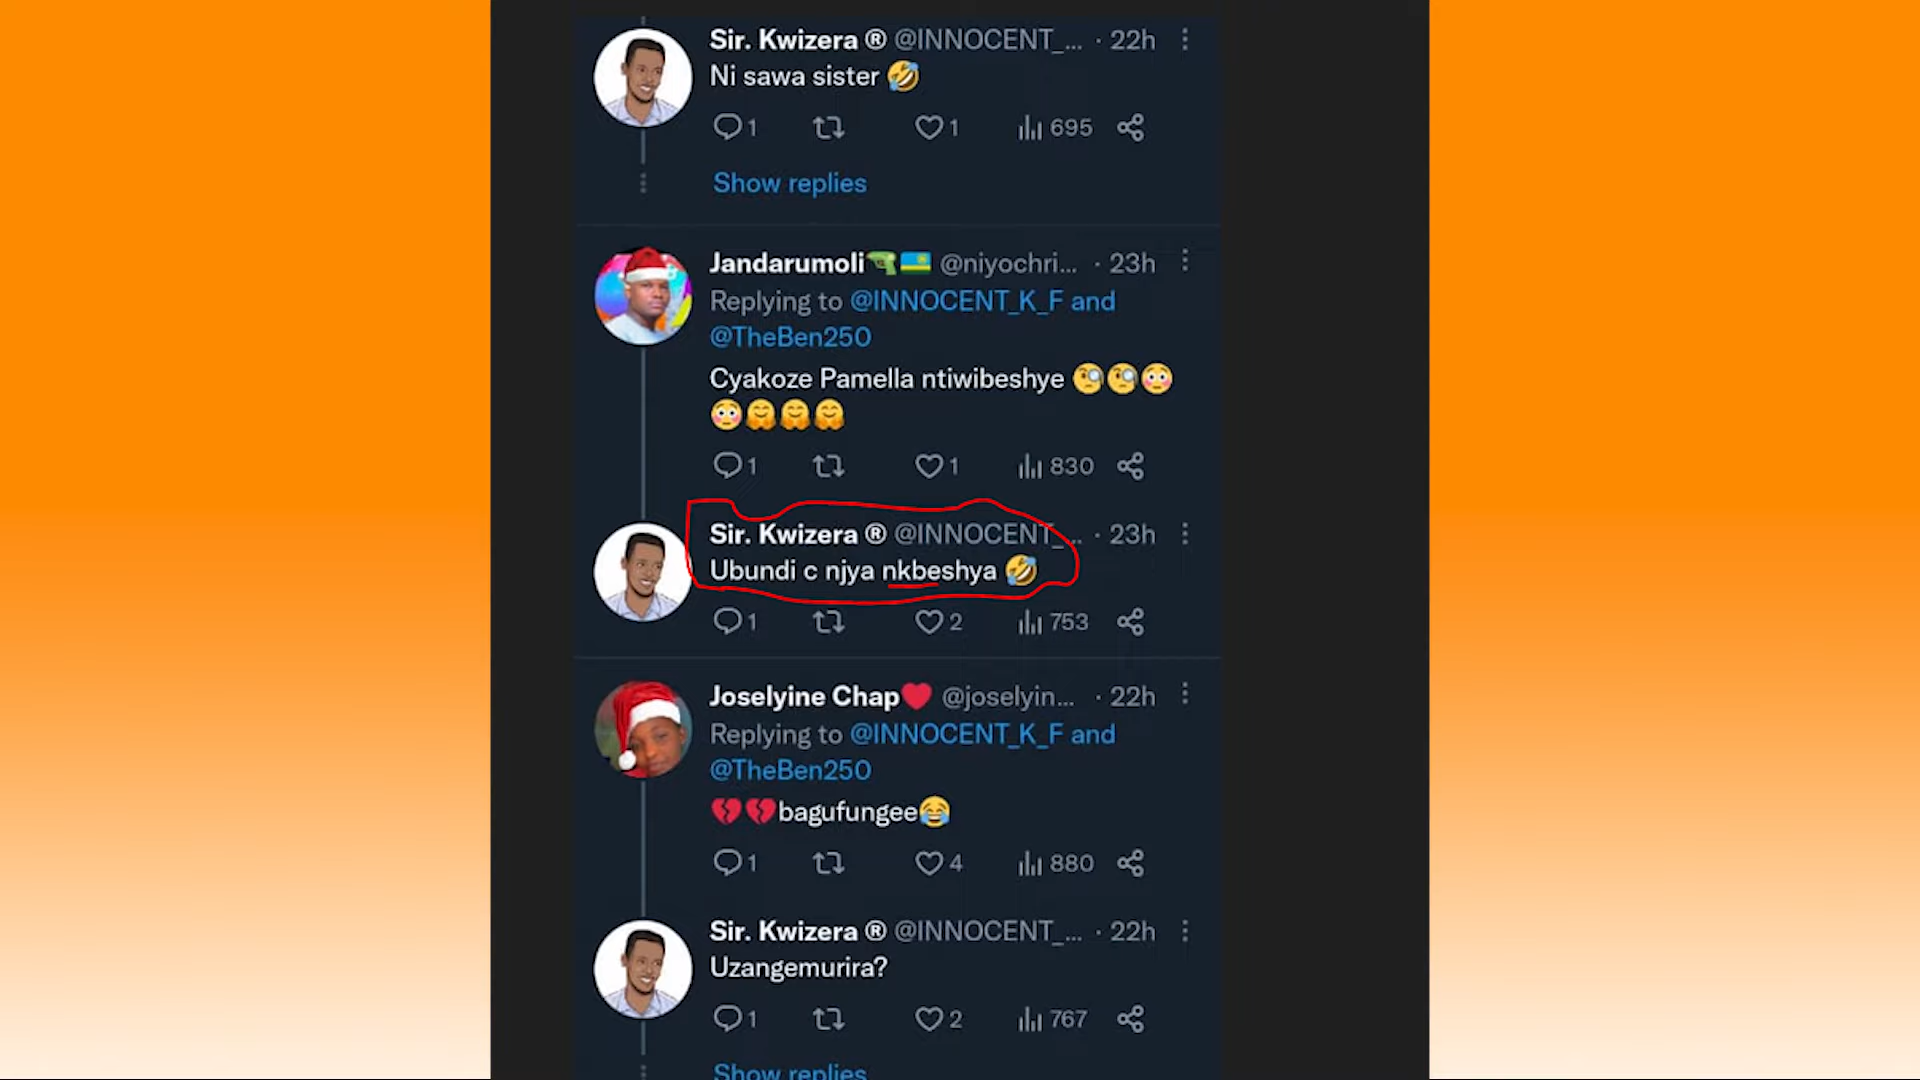 Sir. Kwizera ® @INNOCENT_... · 22h
Ni sawa sister 🤣
1 1 695
Show replies
Jandarumoli🔫🇷🇼 @niyochri... · 23h
Replying to @INNOCENT_K_F and
@TheBen250
Cyakoze Pamella ntiwibeshye 🧐🧐😳
😳🤗🤗🤗
1 1 830
Sir. Kwizera ® @INNOCENT_... · 23h
Ubundi c njya nkbeshya 🤣
1 2 753
Joselyine Chap❤️ @joselyin... · 22h
Replying to @INNOCENT_K_F and
@TheBen250
💔💔bagufungee😂
1 4 880
Sir. Kwizera ® @INNOCENT_... · 22h
Uzangemurira?
1 2 767
Show replies